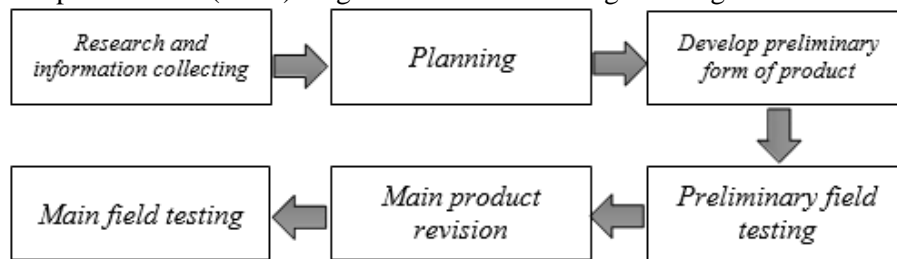 Research and
information collecting
Planning
Develop preliminary
form of product
Preliminary field
testing
Main product
revision
Main field testing